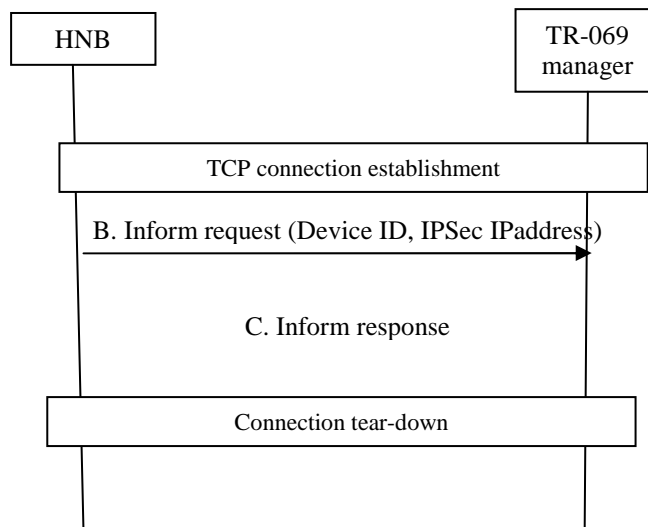 HNB
TR-069
manager
TCP connection establishment
B. Inform request (Device ID, IPSec IPaddress)
C. Inform response
Connection tear-down